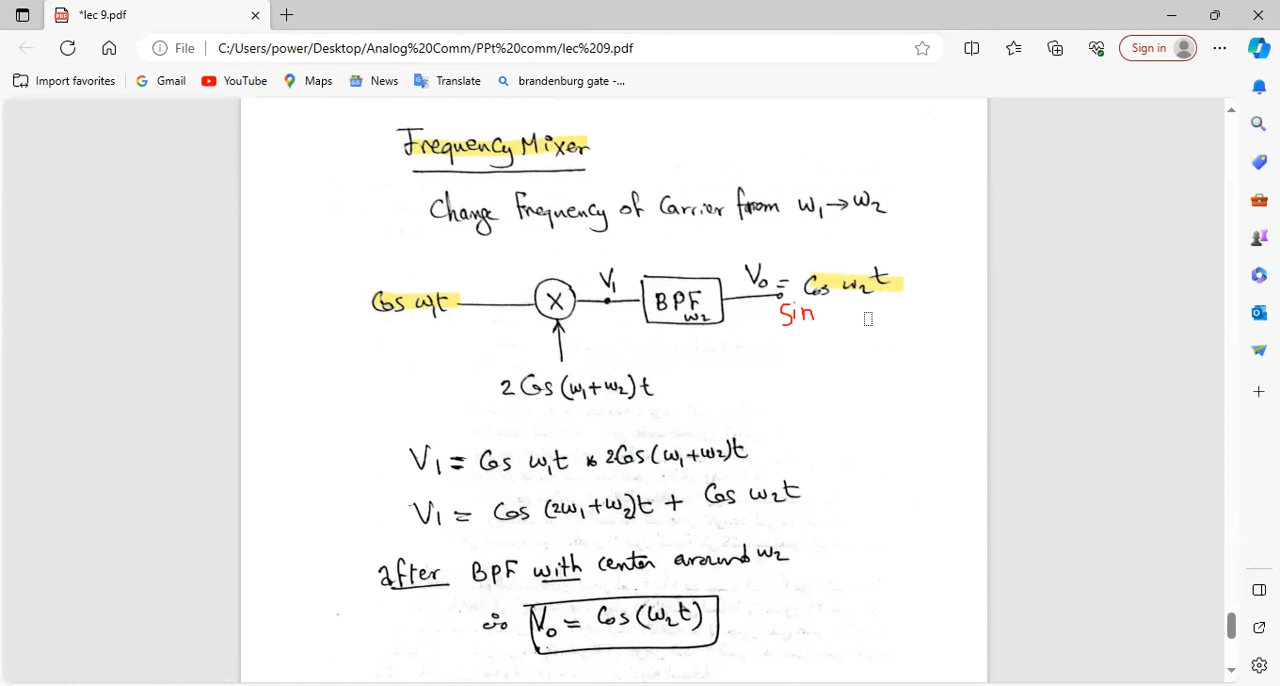 *lec 9.pdf
File C:/Users/power/Desktop/Analog%20Comm/PPt%20comm/lec%209.pdf Sign in
Import favorites Gmail YouTube Maps News Translate brandenburg gate -...
Frequency Mixer
Change Frequency of Carrier from ω₁→ω₂
Cos ω₁t X V₁ BPF ω₂ V₀ = Cos ω₂t
Sin
2 Cos(ω₁+ω₂)t
V₁ = Cos ω₁t * 2Cos(ω₁+ω₂)t
V₁ = Cos (2ω₁+ω₂)t + Cos ω₂t
after BPF with center around ω₂
∴ V₀ = Cos(ω₂t)